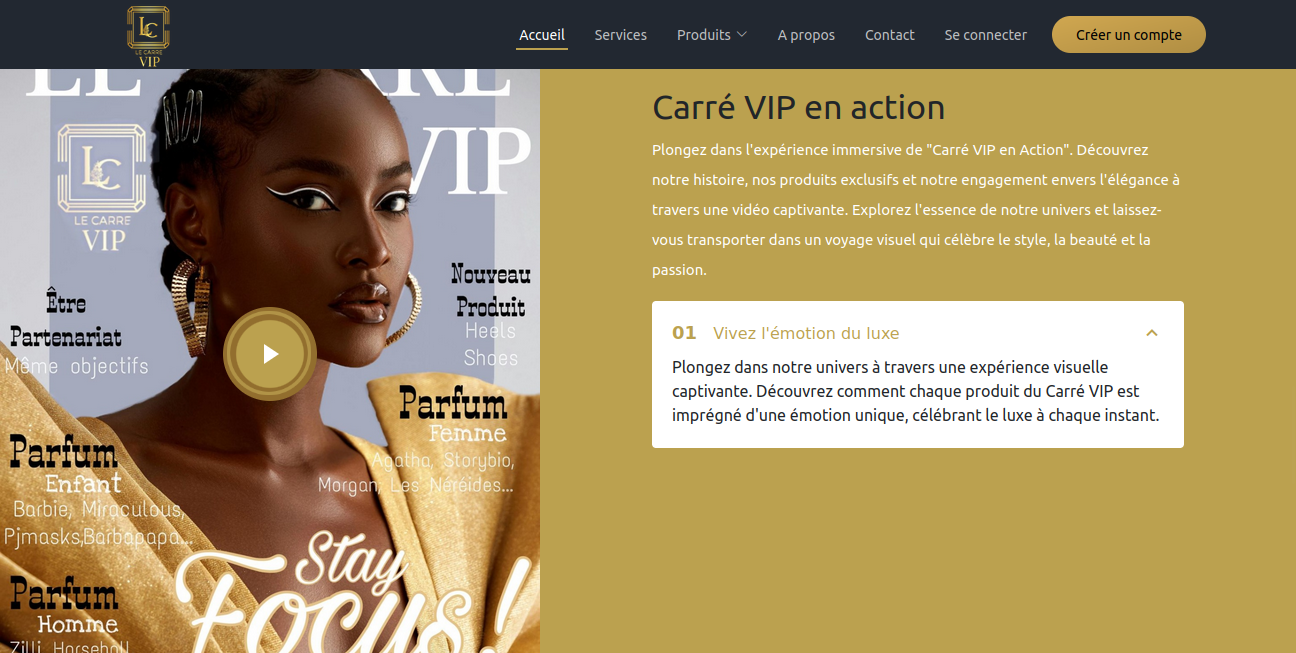 LC
LE CARRE
VIP
Accueil
Services
Produits
A propos
Contact
Se connecter
Créer un compte
LE CARRE
VIP
LC
LE CARRE
VIP
Être
Partenariat
Même objectifs
Nouveau
Produit
Heels
Shoes
Parfum
Femme
Agatha, Storybio,
Morgan, Les Néréides...
Parfum
Enfant
Barbie, Miraculous,
Pjmasks,Barbapapa...
Parfum
Homme
Zilli, Horseball
Stay
Focus!
Carré VIP en action
Plongez dans l'expérience immersive de "Carré VIP en Action". Découvrez
notre histoire, nos produits exclusifs et notre engagement envers l'élégance à
travers une vidéo captivante. Explorez l'essence de notre univers et laissez-
vous transporter dans un voyage visuel qui célèbre le style, la beauté et la
passion.
01 Vivez l'émotion du luxe
Plongez dans notre univers à travers une expérience visuelle
captivante. Découvrez comment chaque produit du Carré VIP est
imprégné d'une émotion unique, célébrant le luxe à chaque instant.